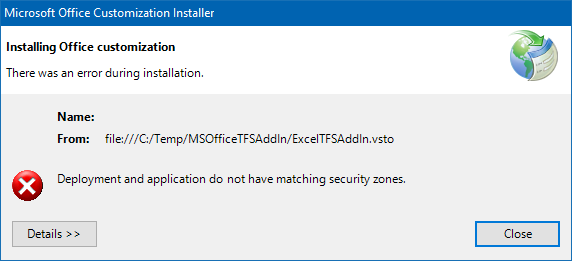 Microsoft Office Customization Installer
Installing Office customization
There was an error during installation.
Name:
From: file:///C:/Temp/MSOfficeTFSAddIn/ExcelTFSAddIn.vsto
Deployment and application do not have matching security zones.
Details >> Close